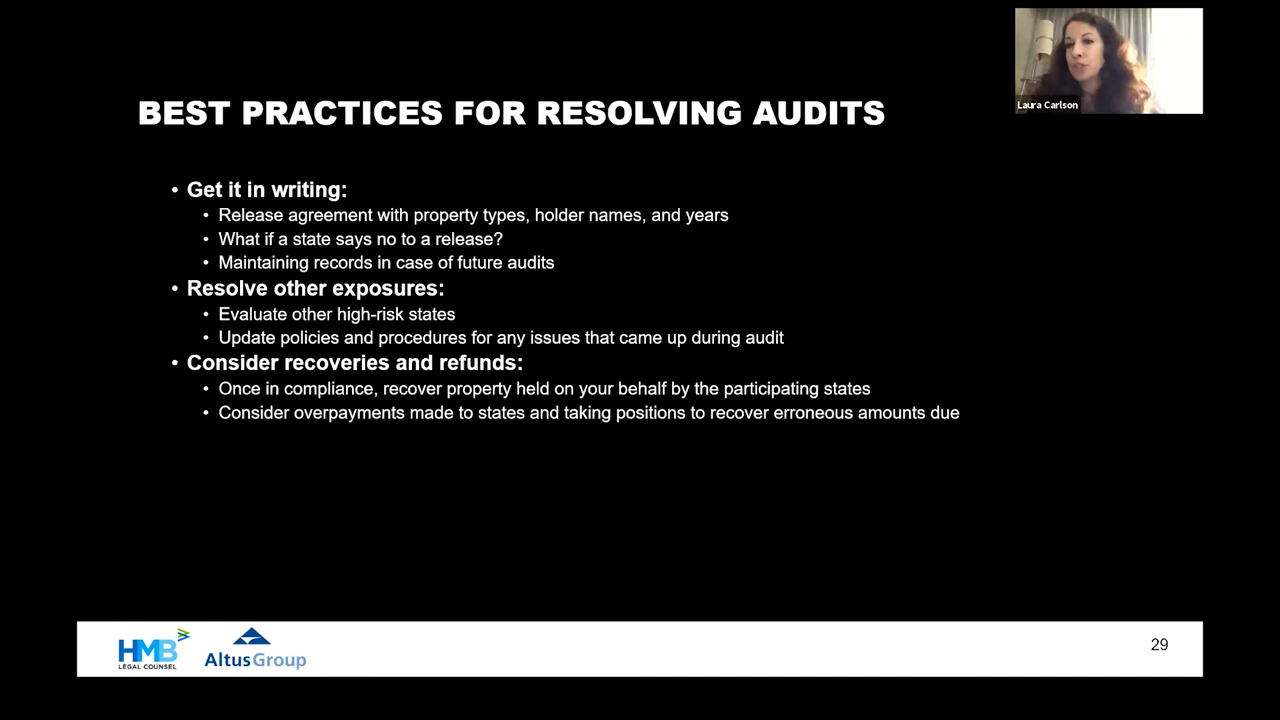 Laura Carlson
BEST PRACTICES FOR RESOLVING AUDITS
• Get it in writing:
• Release agreement with property types, holder names, and years
• What if a state says no to a release?
• Maintaining records in case of future audits
• Resolve other exposures:
• Evaluate other high-risk states
• Update policies and procedures for any issues that came up during audit
• Consider recoveries and refunds:
• Once in compliance, recover property held on your behalf by the participating states
• Consider overpayments made to states and taking positions to recover erroneous amounts due
HMB
LEGAL COUNSEL
AltusGroup
29